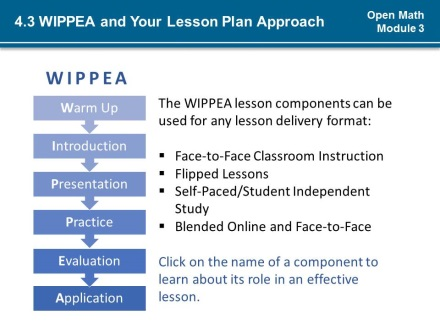 4.3 WIPPEA and Your Lesson Plan Approach
Open Math
Module 3
WIPPEA
Warm Up
Introduction
Presentation
Practice
Evaluation
Application
The WIPPEA lesson components can be
used for any lesson delivery format:
▪ Face-to-Face Classroom Instruction
▪ Flipped Lessons
▪ Self-Paced/Student Independent
Study
▪ Blended Online and Face-to-Face
Click on the name of a component to
learn about its role in an effective
lesson.